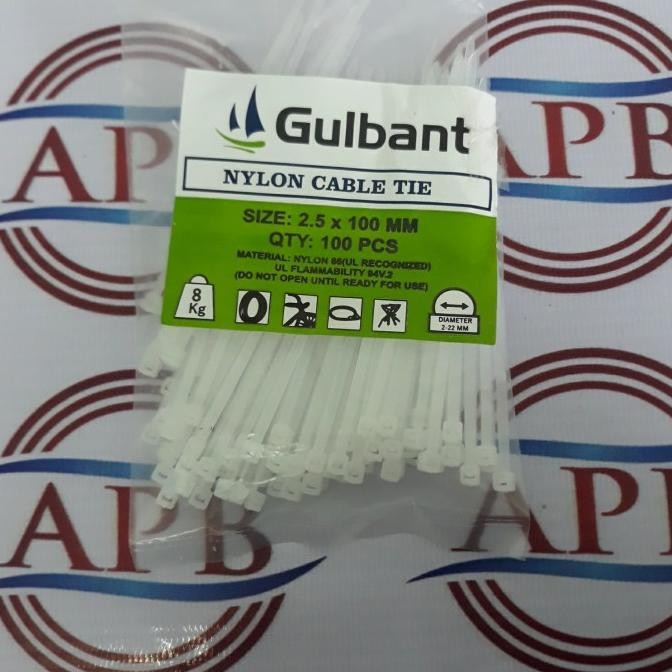 APB
APB
Gulbant
NYLON CABLE TIE
SIZE: 2.5 x 100 MM
QTY: 100 PCS
MATERIAL: NYLON 66(UL RECOGNIZED)
UL FLAMMABILITY 94V.2
(DO NOT OPEN UNTIL READY FOR USE)
8
Kg
DIAMETER
2-22 MM
APB
APB